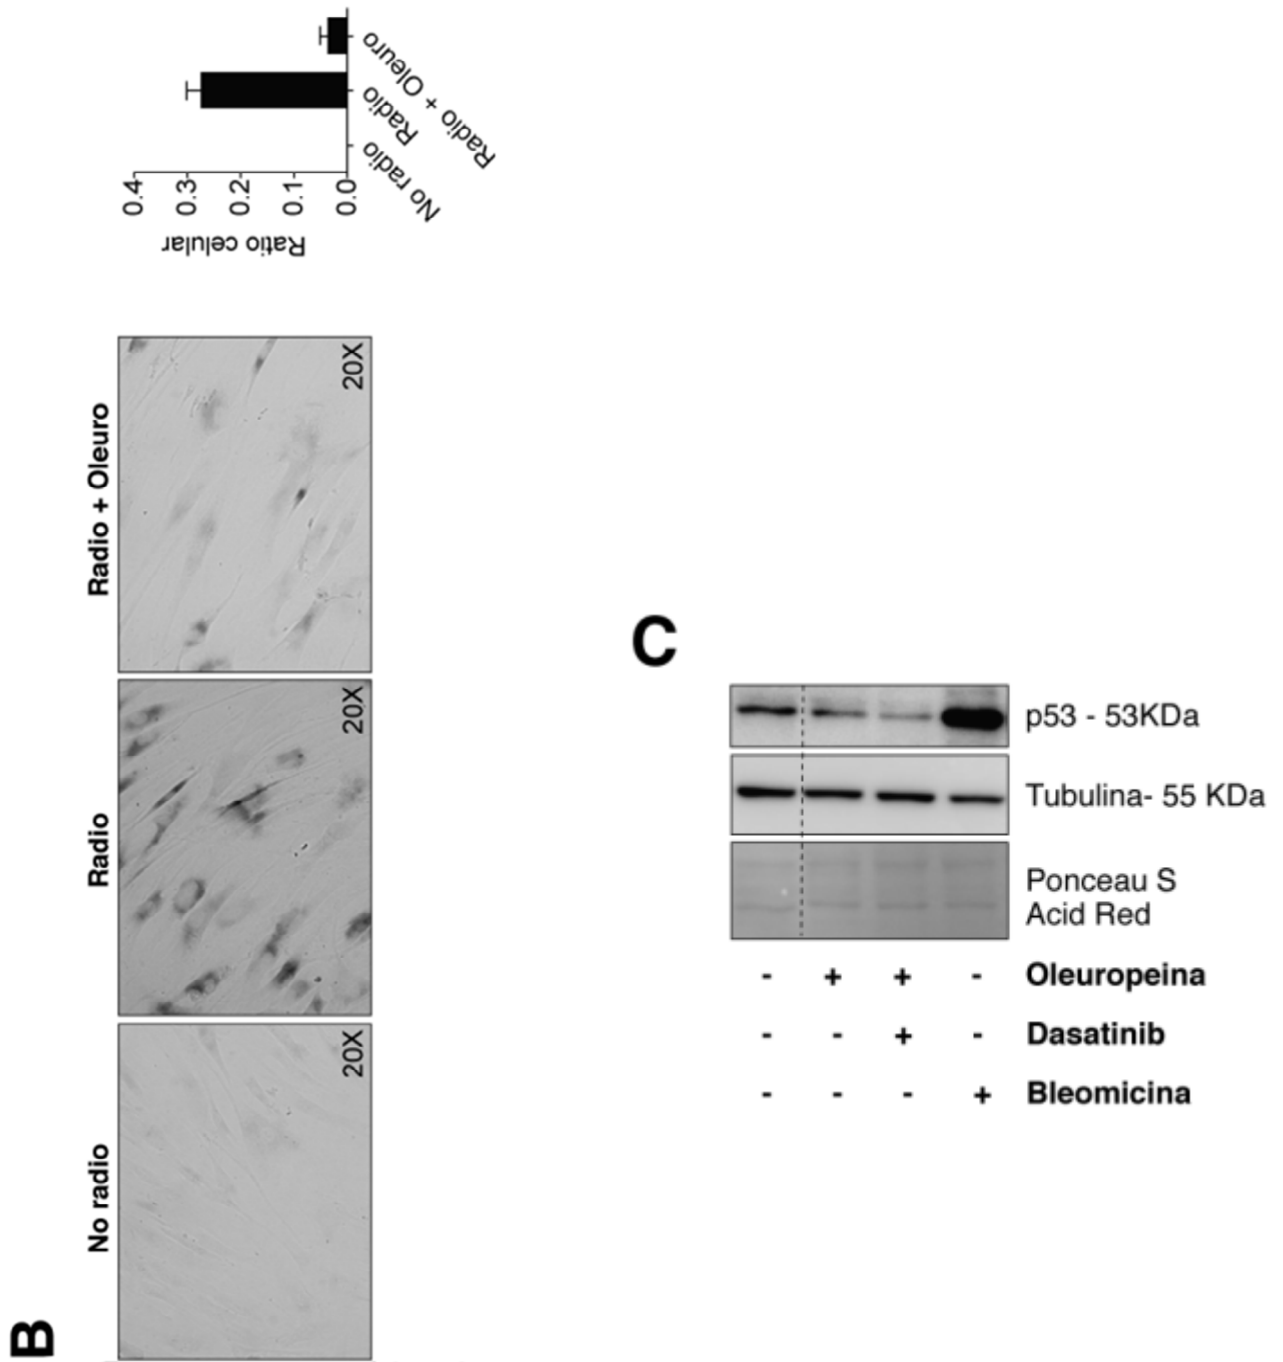 B
No radio
Radio
Radio + Oleuro
20X
20X
20X
Ratio celular
0.4
0.3
0.2
0.1
0.0
No radio
Radio
Radio + Oleuro
C
p53 - 53KDa
Tubulina- 55 KDa
Ponceau S
Acid Red
- + + - Oleuropeina
- - + - Dasatinib
- - - + Bleomicina